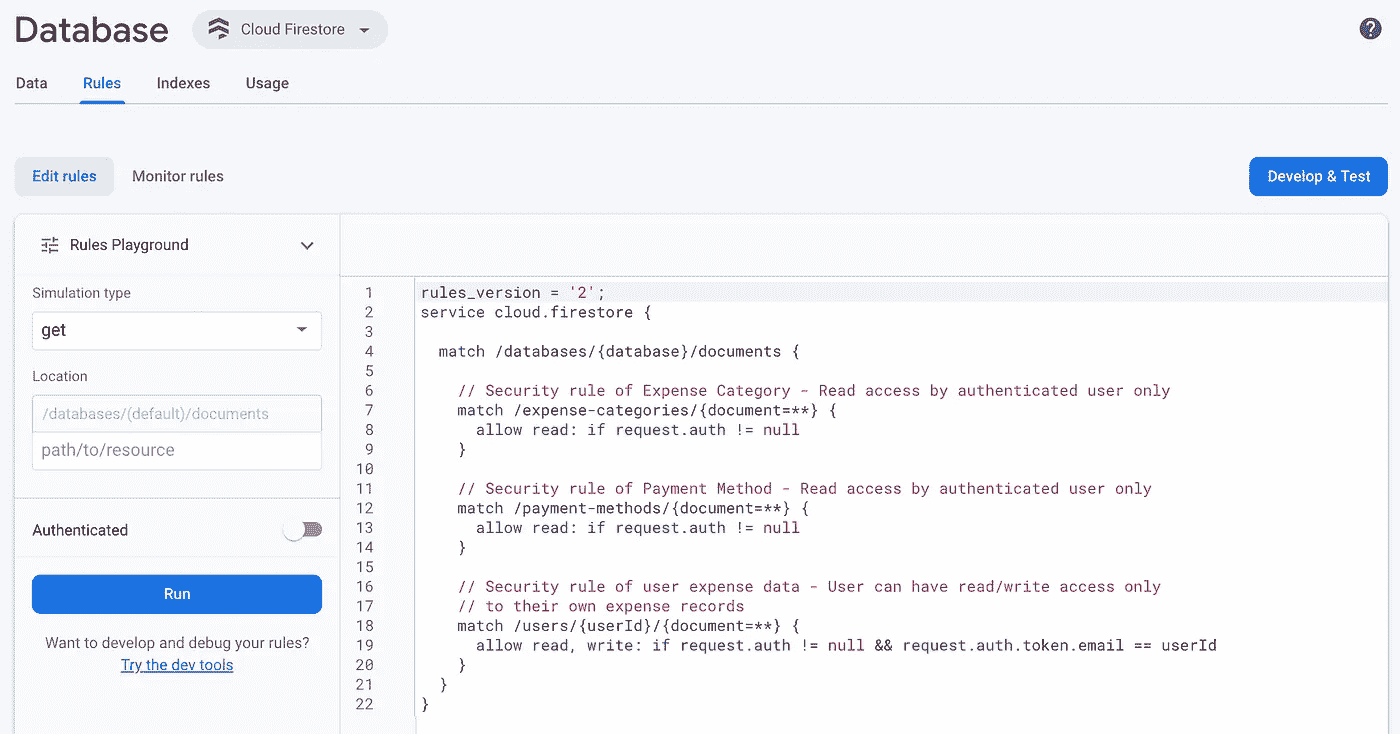 Database
Cloud Firestore
Data Rules Indexes Usage
Edit rules Monitor rules
Develop & Test
Rules Playground
Simulation type
get
Location
/databases/(default)/documents
path/to/resource
Authenticated
Run
Want to develop and debug your rules?
Try the dev tools
1 rules_version = '2';
2 service cloud.firestore {
3
4 match /databases/{database}/documents {
5
6 // Security rule of Expense Category - Read access by authenticated user only
7 match /expense-categories/{document=**} {
8 allow read: if request.auth != null
9 }
10
11 // Security rule of Payment Method - Read access by authenticated user only
12 match /payment-methods/{document=**} {
13 allow read: if request.auth != null
14 }
15
16 // Security rule of user expense data - User can have read/write access only
17 // to their own expense records
18 match /users/{userId}/{document=**} {
19 allow read, write: if request.auth != null && request.auth.token.email == userId
20 }
21 }
22 }